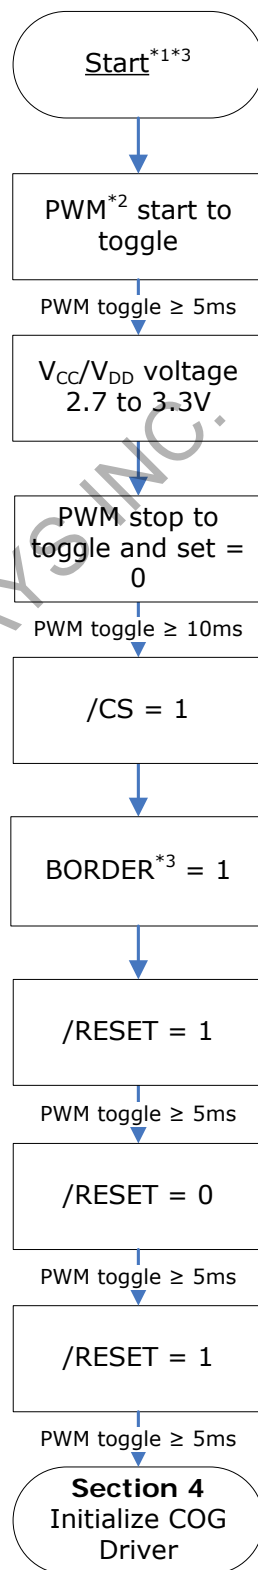 Start*1*3
PWM*2 start to
toggle
PWM toggle ≥ 5ms
VCC/VDD voltage
2.7 to 3.3V
PWM stop to
toggle and set =
0
PWM toggle ≥ 10ms
/CS = 1
BORDER*3 = 1
/RESET = 1
PWM toggle ≥ 5ms
/RESET = 0
PWM toggle ≥ 5ms
/RESET = 1
PWM toggle ≥ 5ms
Section 4
Initialize COG
Driver
INC.